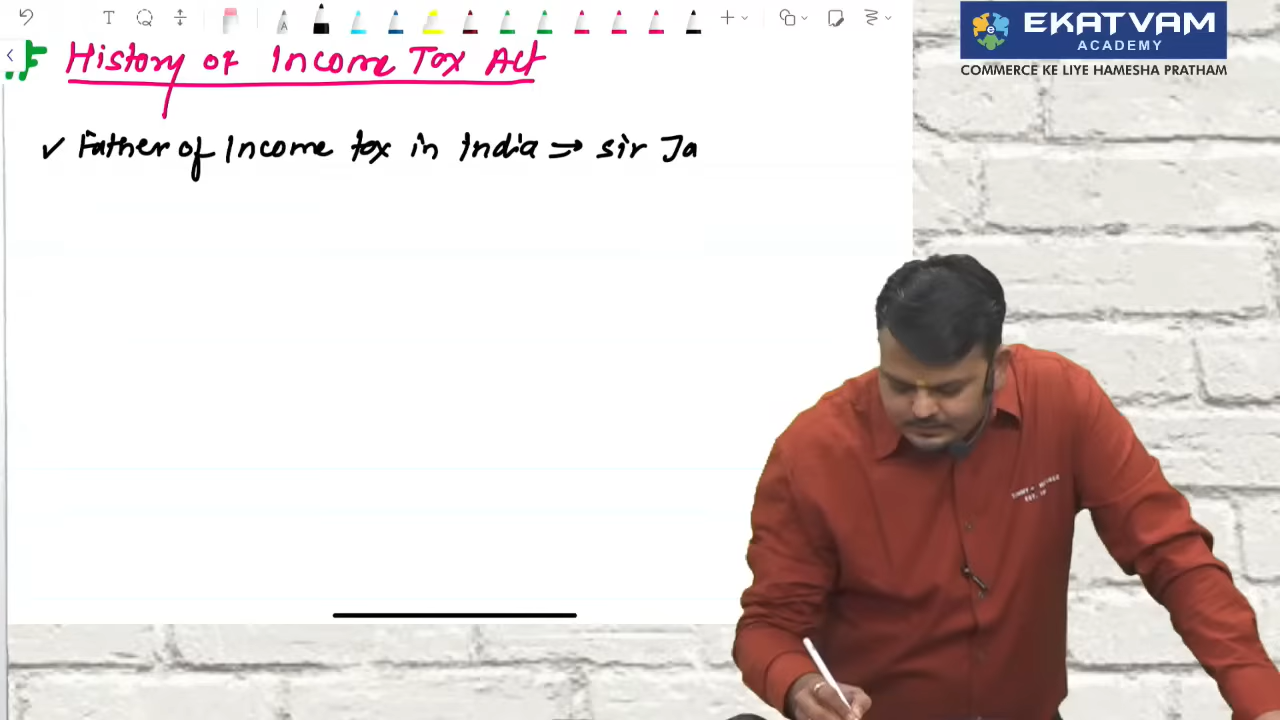 EKATVAM
ACADEMY
COMMERCE KE LIYE HAMESHA PRATHAM
History of Income Tax Act
✓ Father of Income tax in India ⇒ sir Ja